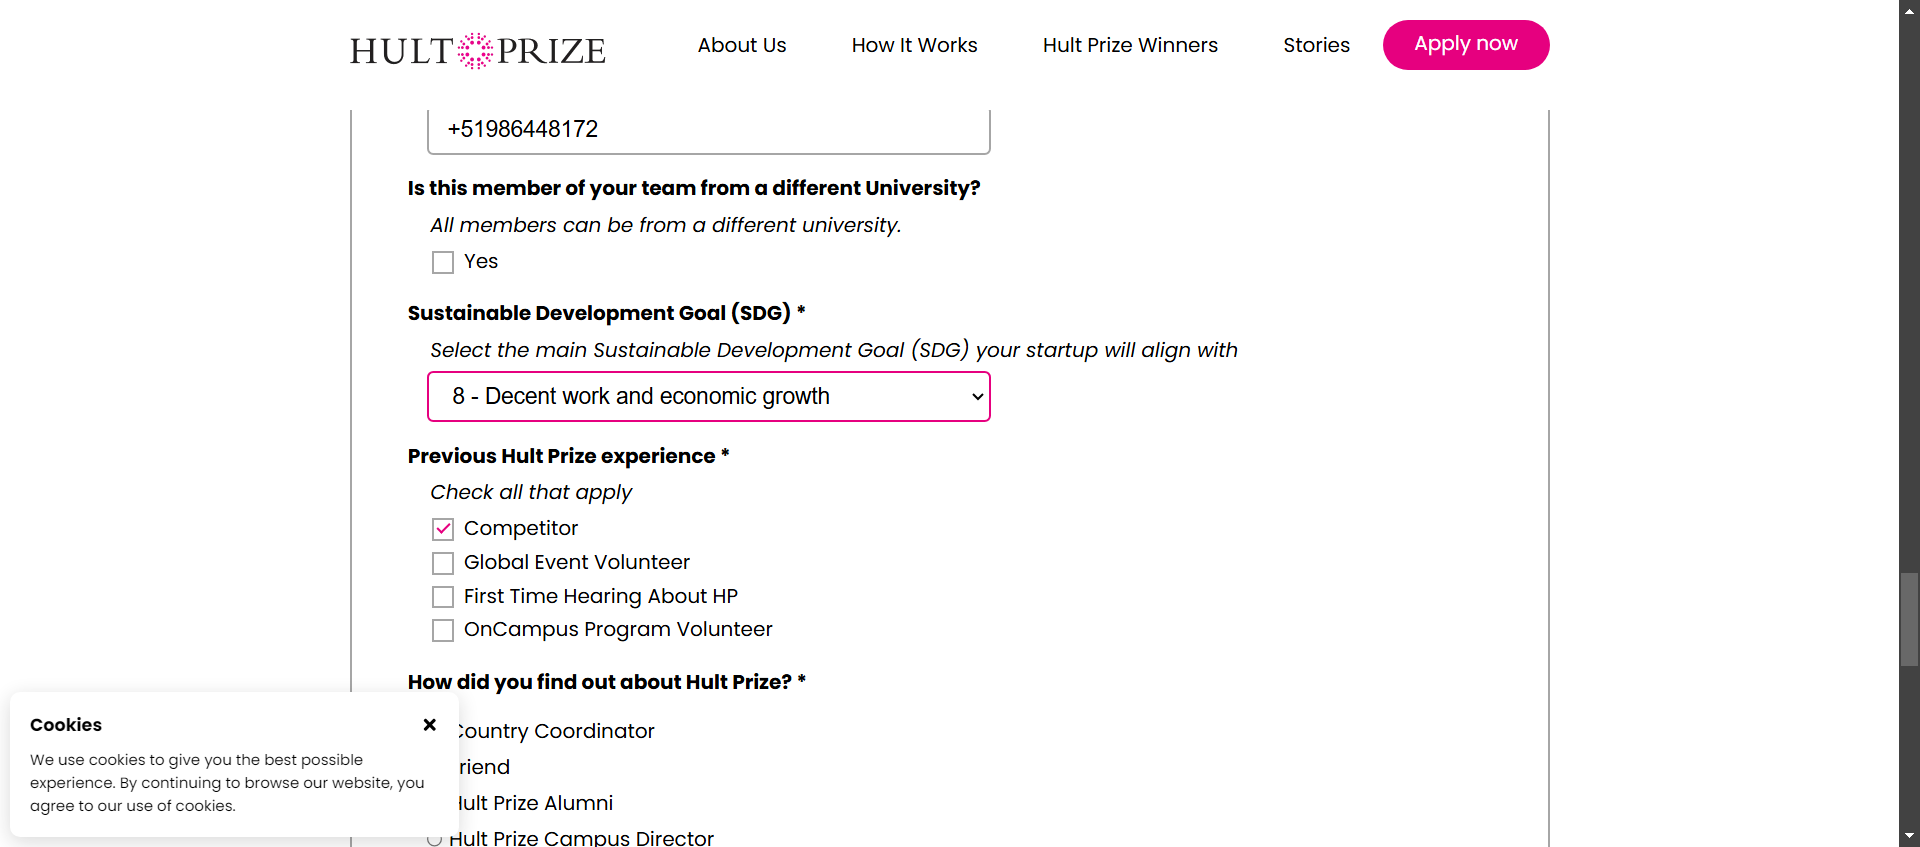 HULT PRIZE
About Us
How It Works
Hult Prize Winners
Stories
Apply now
+51986448172
Is this member of your team from a different University?
All members can be from a different university.
Yes
Sustainable Development Goal (SDG) *
Select the main Sustainable Development Goal (SDG) your startup will align with
8 - Decent work and economic growth
Previous Hult Prize experience *
Check all that apply
Competitor
Global Event Volunteer
First Time Hearing About HP
OnCampus Program Volunteer
How did you find out about Hult Prize? *
Country Coordinator
riend
Hult Prize Alumni
Hult Prize Campus Director
Cookies
We use cookies to give you the best possible
experience. By continuing to browse our website, you
agree to our use of cookies.